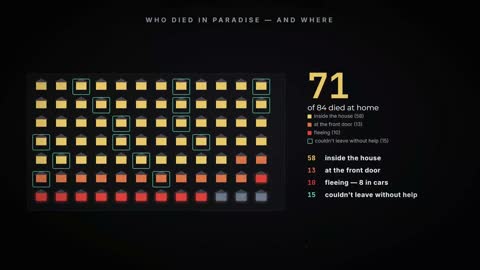 WHO DIED IN PARADISE — AND WHERE
71
of 84 died at home
inside the house (58)
at the front door (13)
fleeing (10)
couldn't leave without help (15)
58 inside the house
13 at the front door
10 fleeing — 8 in cars
15 couldn't leave without help